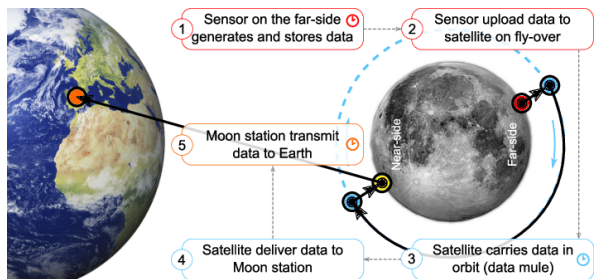 1
Sensor on the far-side
generates and stores data
2
Sensor upload data to
satellite on fly-over
Near-side
Far-side
5
Moon station transmit
data to Earth
4
Satellite deliver data to
Moon station
3
Satellite carries data in
orbit (data mule)